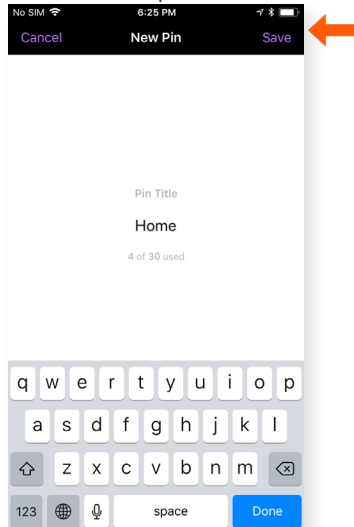 No SIM 6:25 PM
Cancel New Pin Save
Pin Title
Home
4 of 30 used
q w e r t y u i o p
a s d f g h j k l
z x c v b n m
123 space Done